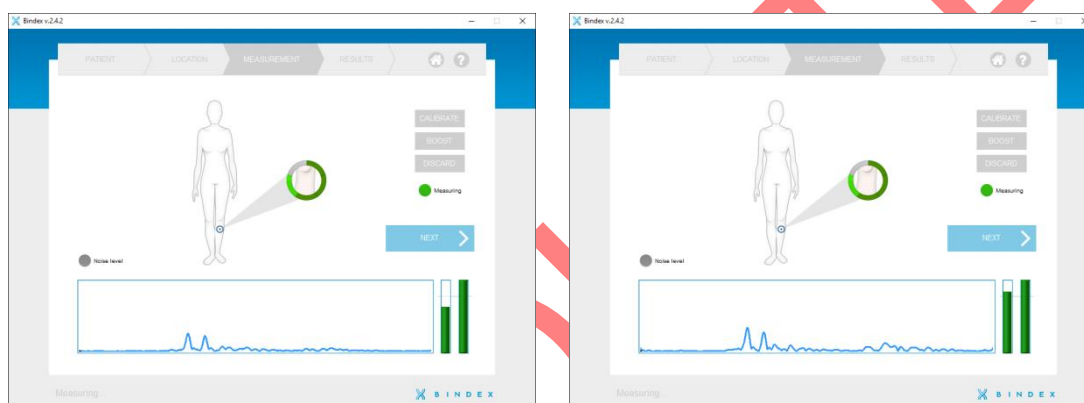 Bindex v.2.4.2
PATIENT LOCATION MEASUREMENT RESULTS ?
CALIBRATE
BOOST
DISCARD
Measuring
NEXT
Noise level
Measuring...
BINDEX
Bindex v.2.4.2
PATIENT LOCATION MEASUREMENT RESULTS ?
CALIBRATE
BOOST
DISCARD
Measuring
NEXT
Noise level
Measuring...
BINDEX